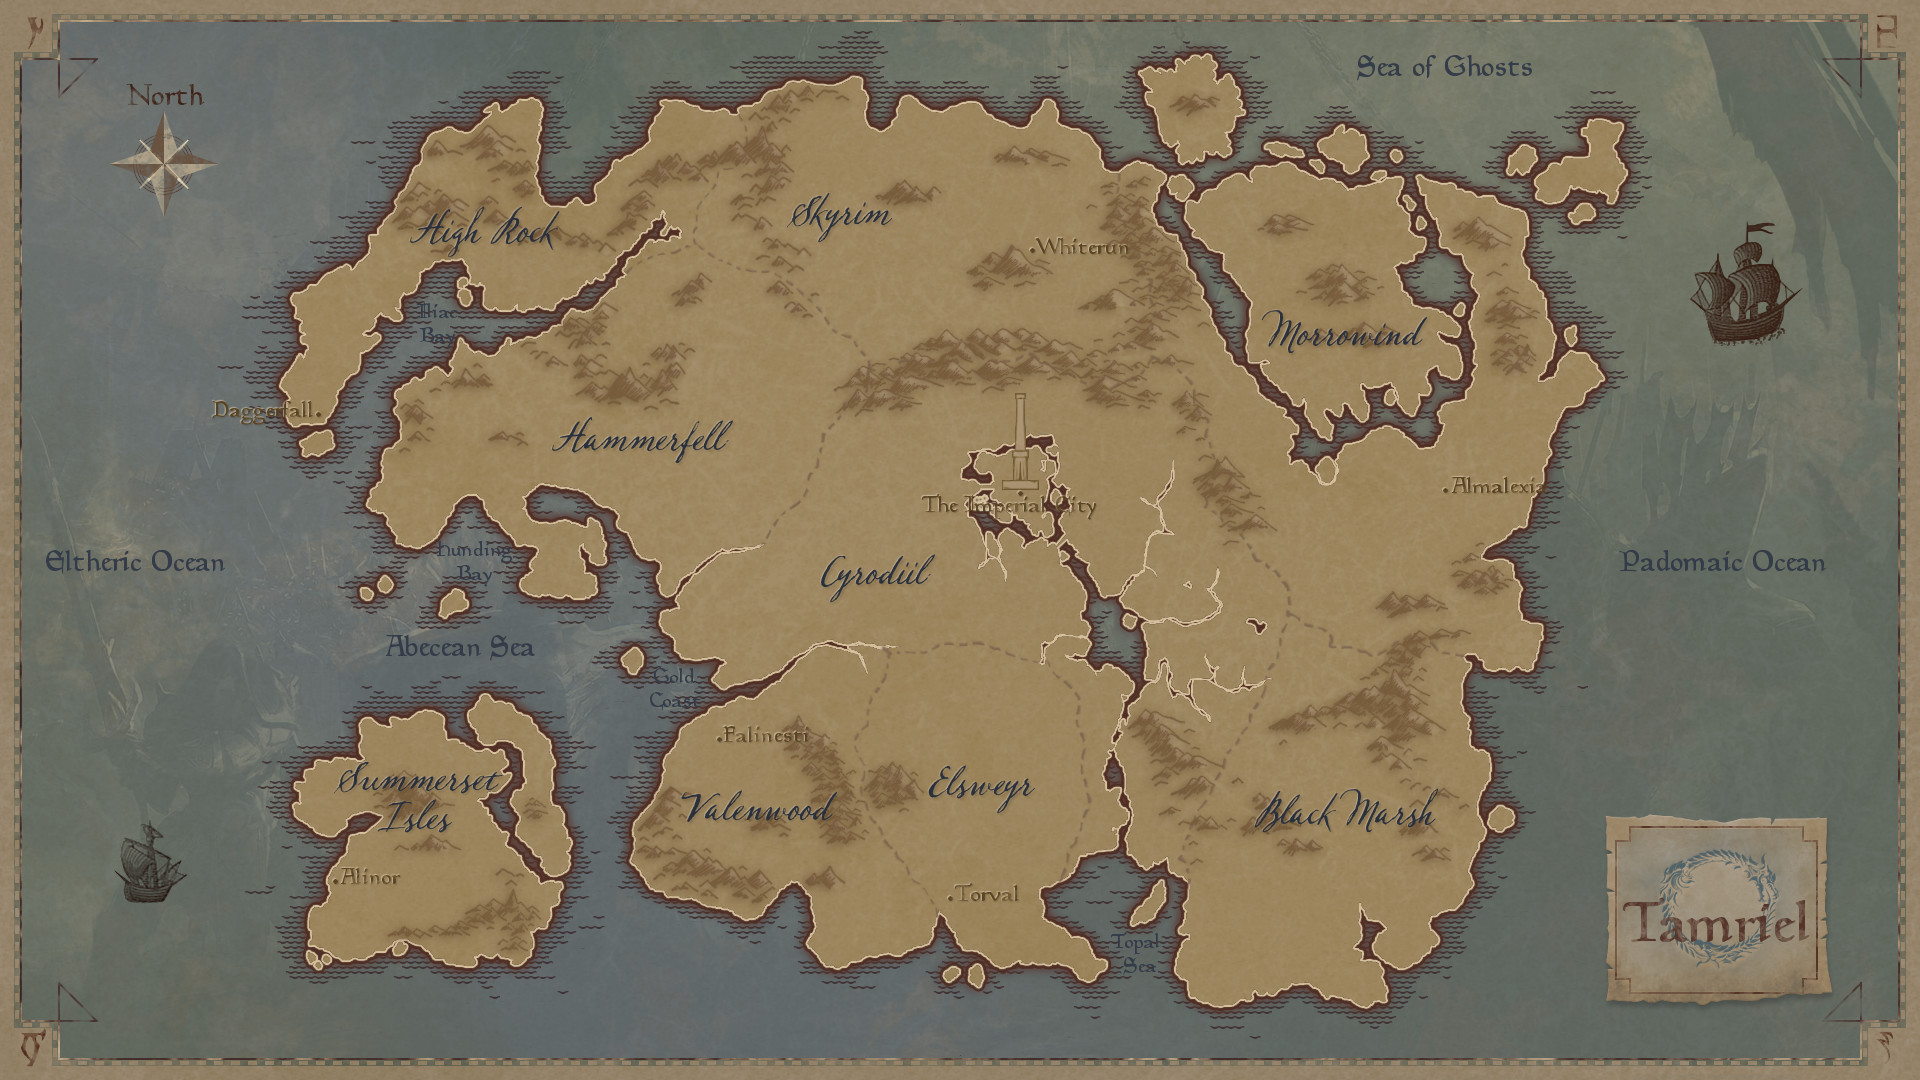 North
Sea of Ghosts
High Rock
Skyrim
Whiterun
Iliac
Bay
Morrowind
Daggerfall
Hammerfell
Almalexia
The Imperial City
Eltheric Ocean
Hunding
Bay
Cyrodiil
Padomaic Ocean
Abecean Sea
Gold
Coast
Falinesti
Summerset
Isles
Valenwood
Elsweyr
Black Marsh
Alinor
Torval
Topal
Sea
Tamriel